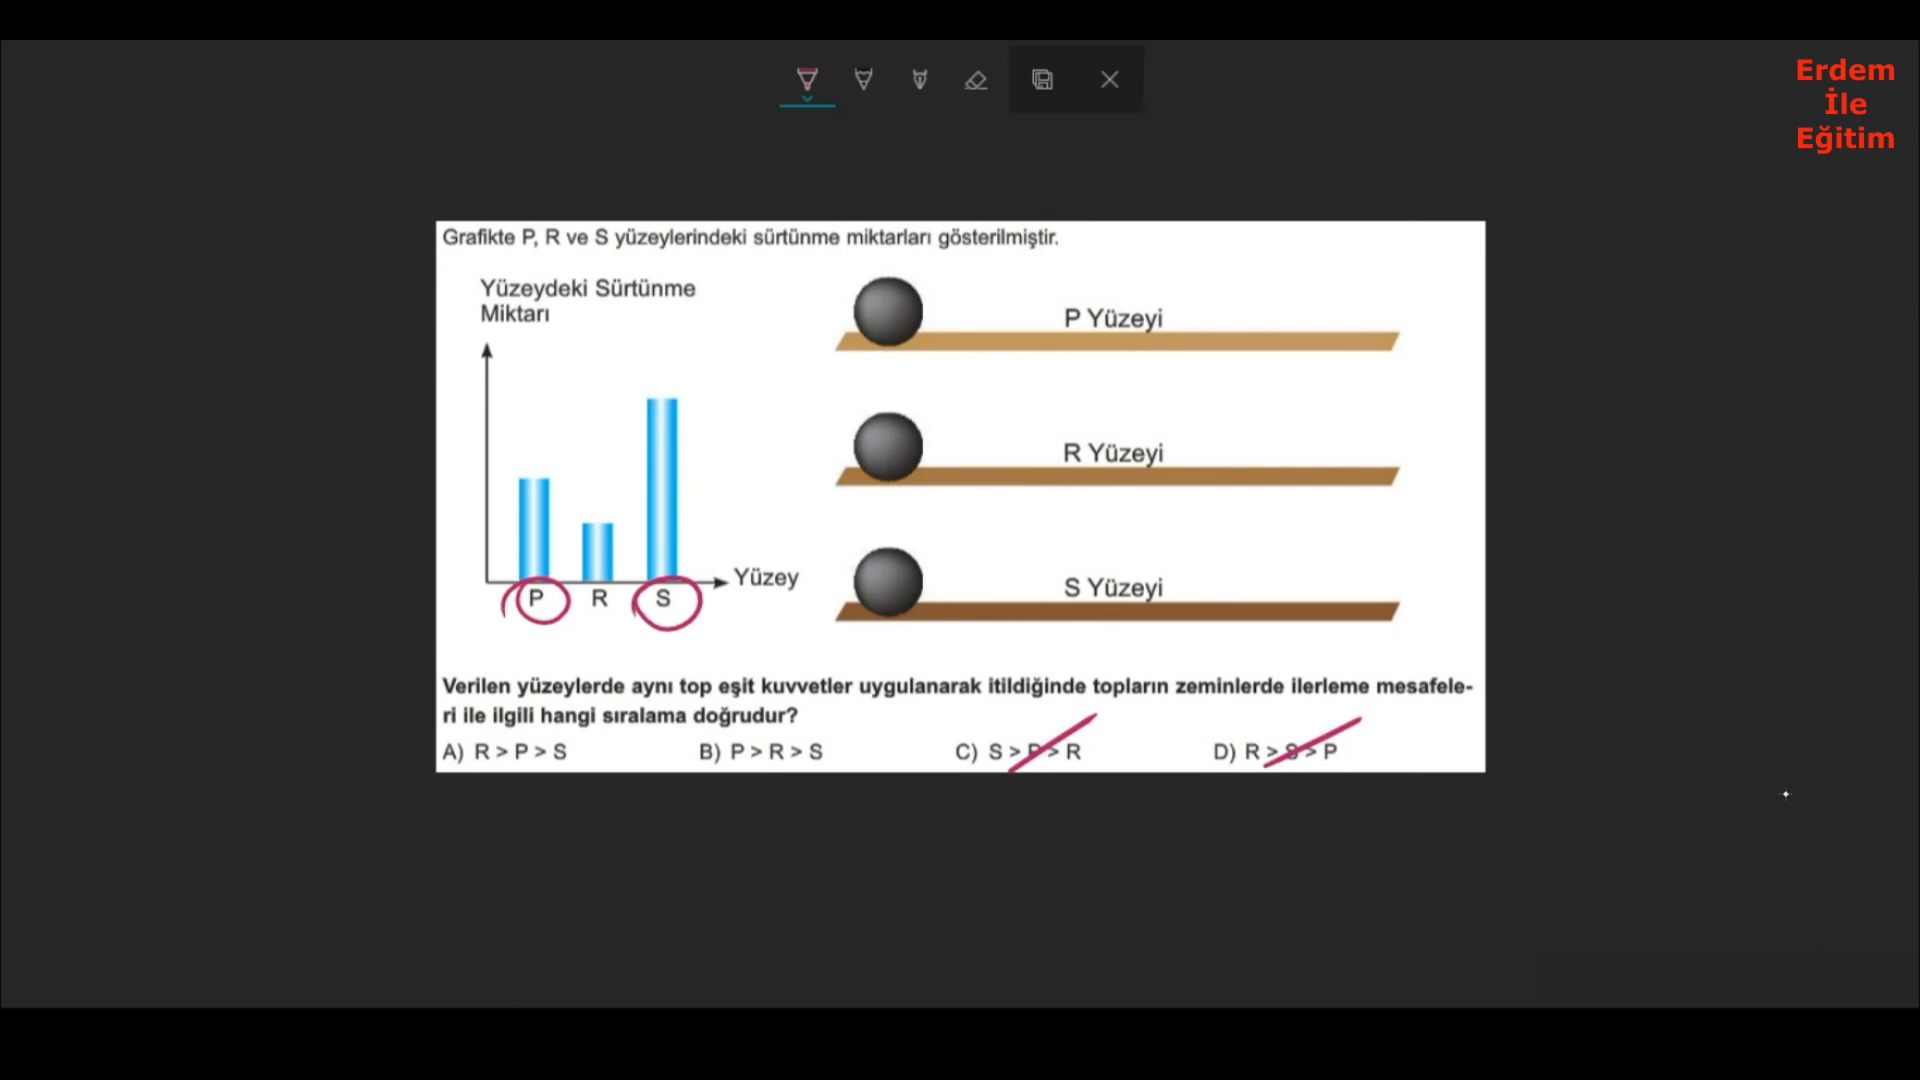 Erdem
İle
Eğitim
Grafikte P, R ve S yüzeylerindeki sürtünme miktarları gösterilmiştir.
Yüzeydeki Sürtünme
Miktarı
P Yüzeyi
R Yüzeyi
S Yüzeyi
Yüzey
P R S
Verilen yüzeylerde aynı top eşit kuvvetler uygulanarak itildiğinde topların zeminlerde ilerleme mesafele-
ri ile ilgili hangi sıralama doğrudur?
A) R > P > S B) P > R > S C) S > P > R D) R > S > P